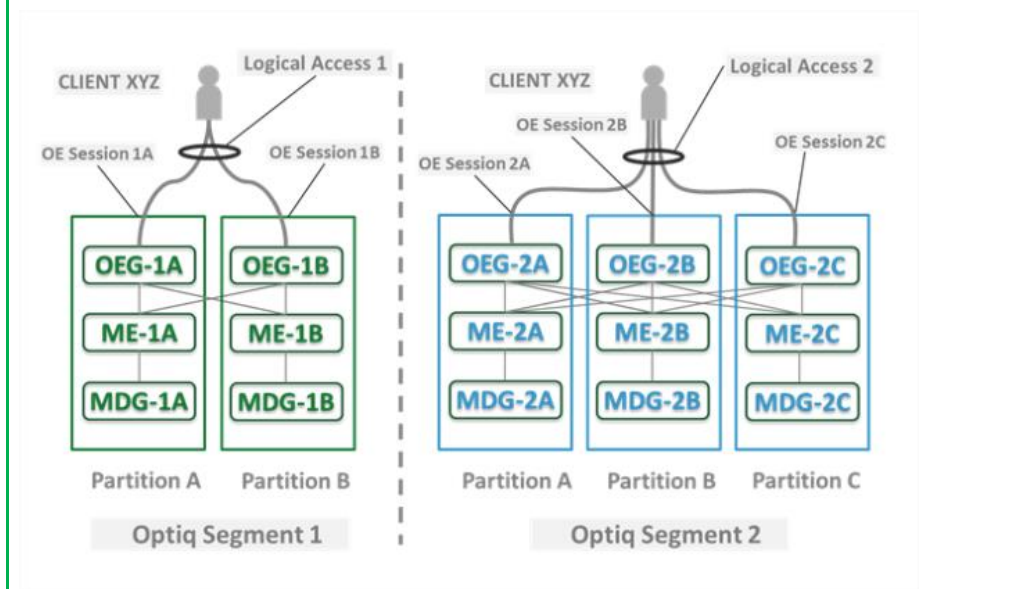 Logical Access 1
CLIENT XYZ
OE Session 1A
OE Session 1B
OEG-1A
OEG-1B
ME-1A
ME-1B
MDG-1A
MDG-1B
Partition A
Partition B
Optiq Segment 1
Logical Access 2
CLIENT XYZ
OE Session 2B
OE Session 2C
OE Session 2A
OEG-2A
OEG-2B
OEG-2C
ME-2A
ME-2B
ME-2C
MDG-2A
MDG-2B
MDG-2C
Partition A
Partition B
Partition C
Optiq Segment 2